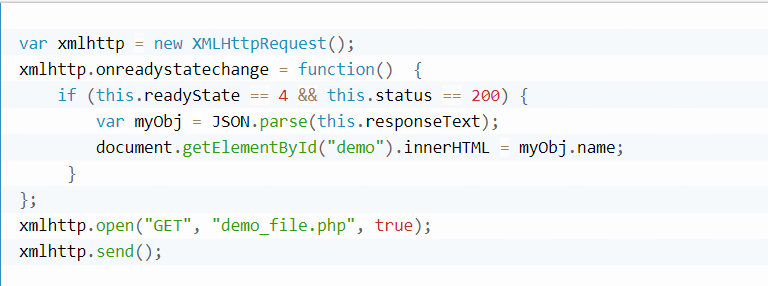 var xmlhttp = new XMLHttpRequest();
xmlhttp.onreadystatechange = function()  {
    if (this.readyState == 4 && this.status == 200) {
        var myObj = JSON.parse(this.responseText);
        document.getElementById("demo").innerHTML = myObj.name;
     }
};
xmlhttp.open("GET", "demo_file.php", true);
xmlhttp.send();